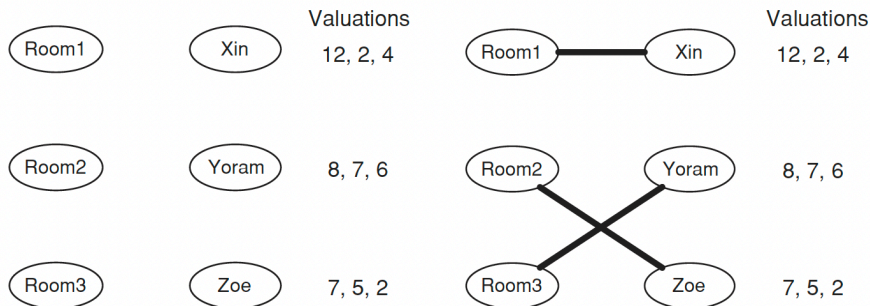 Valuations Valuations
Room1 Xin 12, 2, 4 Room1 Xin 12, 2, 4
Room2 Yoram 8, 7, 6 Room2 Yoram 8, 7, 6
Room3 Zoe 7, 5, 2 Room3 Zoe 7, 5, 2